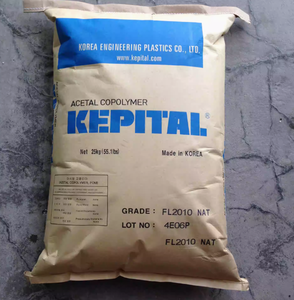 KOREA ENGINEERING PLASTICS CO., LTD.
www.kepital.com
ACETAL COPOLYMER
KEPITAL®
Net 25kg(55.1lbs) Made in KOREA
GRADE: FL2010 NAT
LOT NO: 4E06P
FL2010 NAT